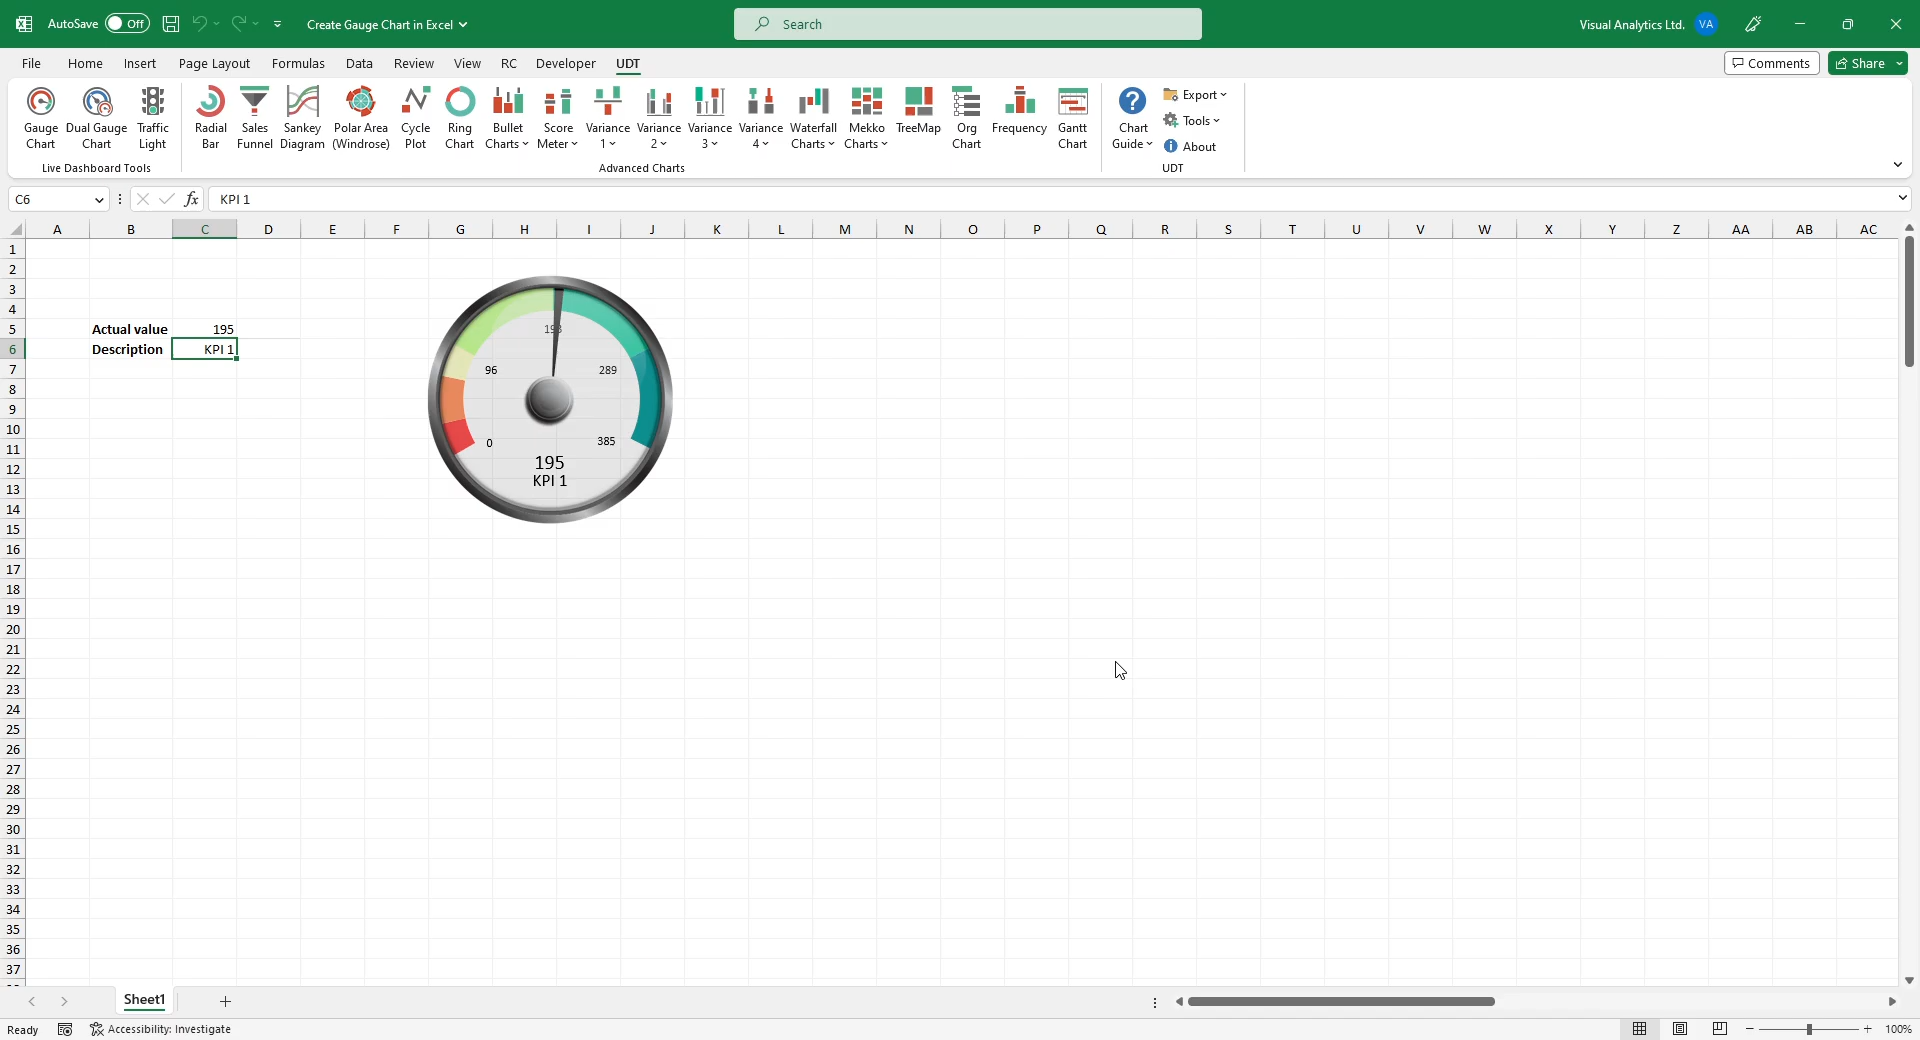 AutoSave Off Create Gauge Chart in Excel Search Visual Analytics Ltd. VA
File Home Insert Page Layout Formulas Data Review View RC Developer UDT Comments Share
Gauge Chart
Dual Gauge Chart
Traffic Light
Live Dashboard Tools
Radial Bar
Sales Funnel
Sankey Diagram
Polar Area (Windrose)
Cycle Plot
Ring Chart
Bullet Charts
Score Meter
Variance 1
Variance 2
Variance 3
Variance 4
Waterfall Charts
Mekko Charts
TreeMap
Org Chart
Frequency
Gantt Chart
Advanced Charts
Chart Guide
Export
Tools
About
UDT
C6 fx KPI 1
A B C D E F G H I J K L M N O P Q R S T U V W X Y Z AA AB AC
1
2
3
4
5 Actual value 195
6 Description KPI 1
7
8
9
10
11
12
13
14
15
16
17
18
19
20
21
22
23
24
25
26
27
28
29
30
31
32
33
34
35
36
37
193
96 289
0 385
195
KPI 1
Sheet1
Ready Accessibility: Investigate 100%